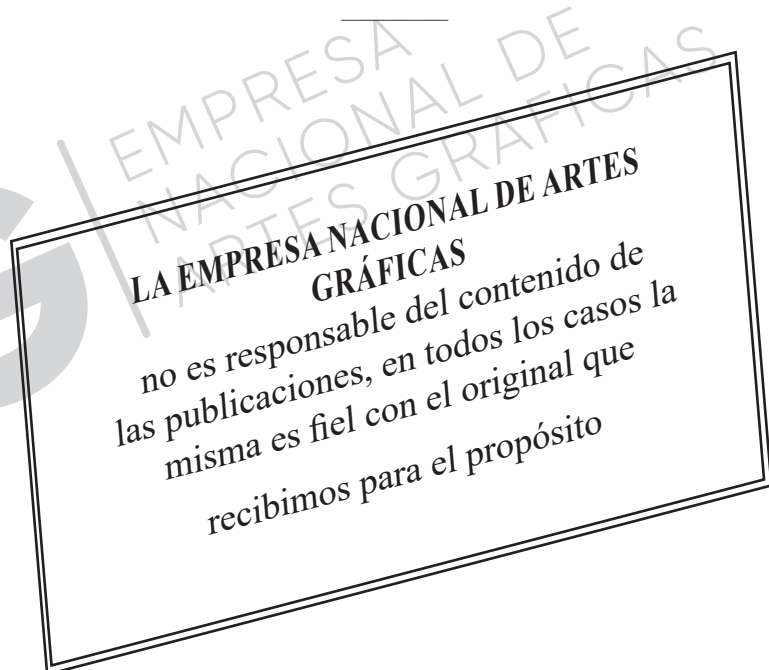 EMPRESA
NACIONAL DE
ARTES GRÁFICAS
LA EMPRESA NACIONAL DE ARTES
GRÁFICAS
no es responsable del contenido de
las publicaciones, en todos los casos la
misma es fiel con el original que
recibimos para el propósito